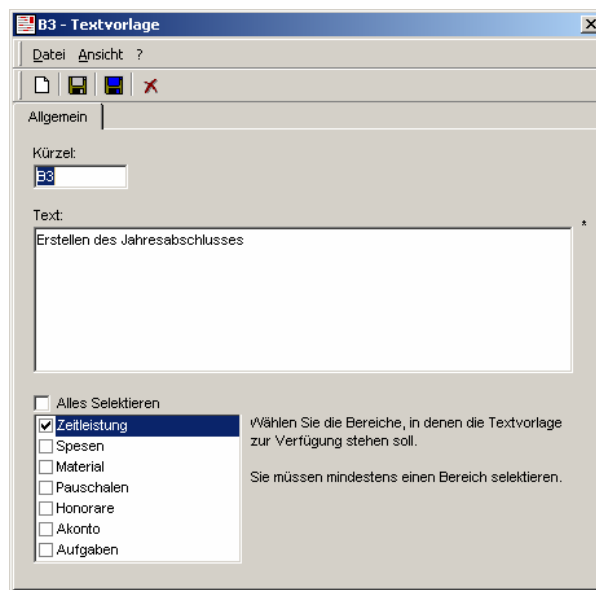 B3 - Textvorlage
Datei Ansicht ?
Allgemein
Kürzel:
B3
Text:
*
Erstellen des Jahresabschlusses
Alles Selektieren
Zeitleistung
Spesen
Material
Pauschalen
Honorare
Akonto
Aufgaben
Wählen Sie die Bereiche, in denen die Textvorlage
zur Verfügung stehen soll.
Sie müssen mindestens einen Bereich selektieren.